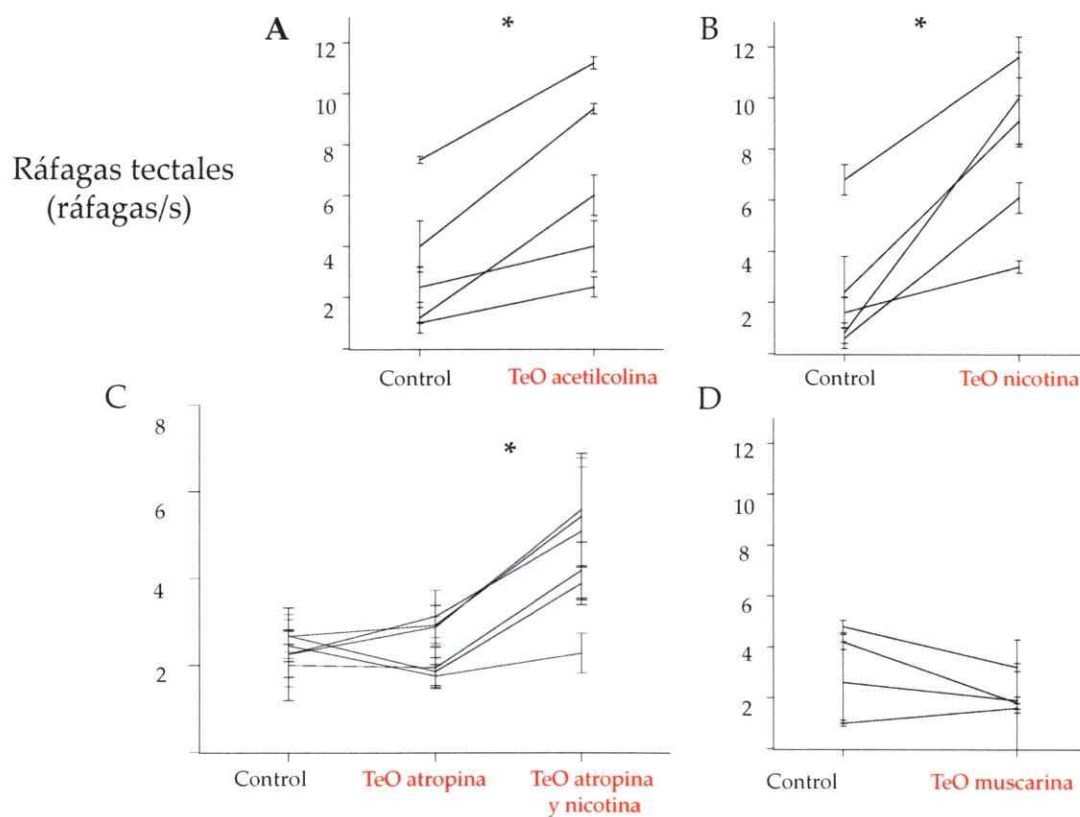 A
*
12
10
8
6
4
2
Control
TeO acetilcolina
B
*
12
10
8
6
4
2
Control
TeO nicotina
Ráfagas tectales
(ráfagas/s)
C
*
8
6
4
2
Control
TeO atropina
TeO atropina
y nicotina
D
12
10
8
6
4
2
Control
TeO muscarina